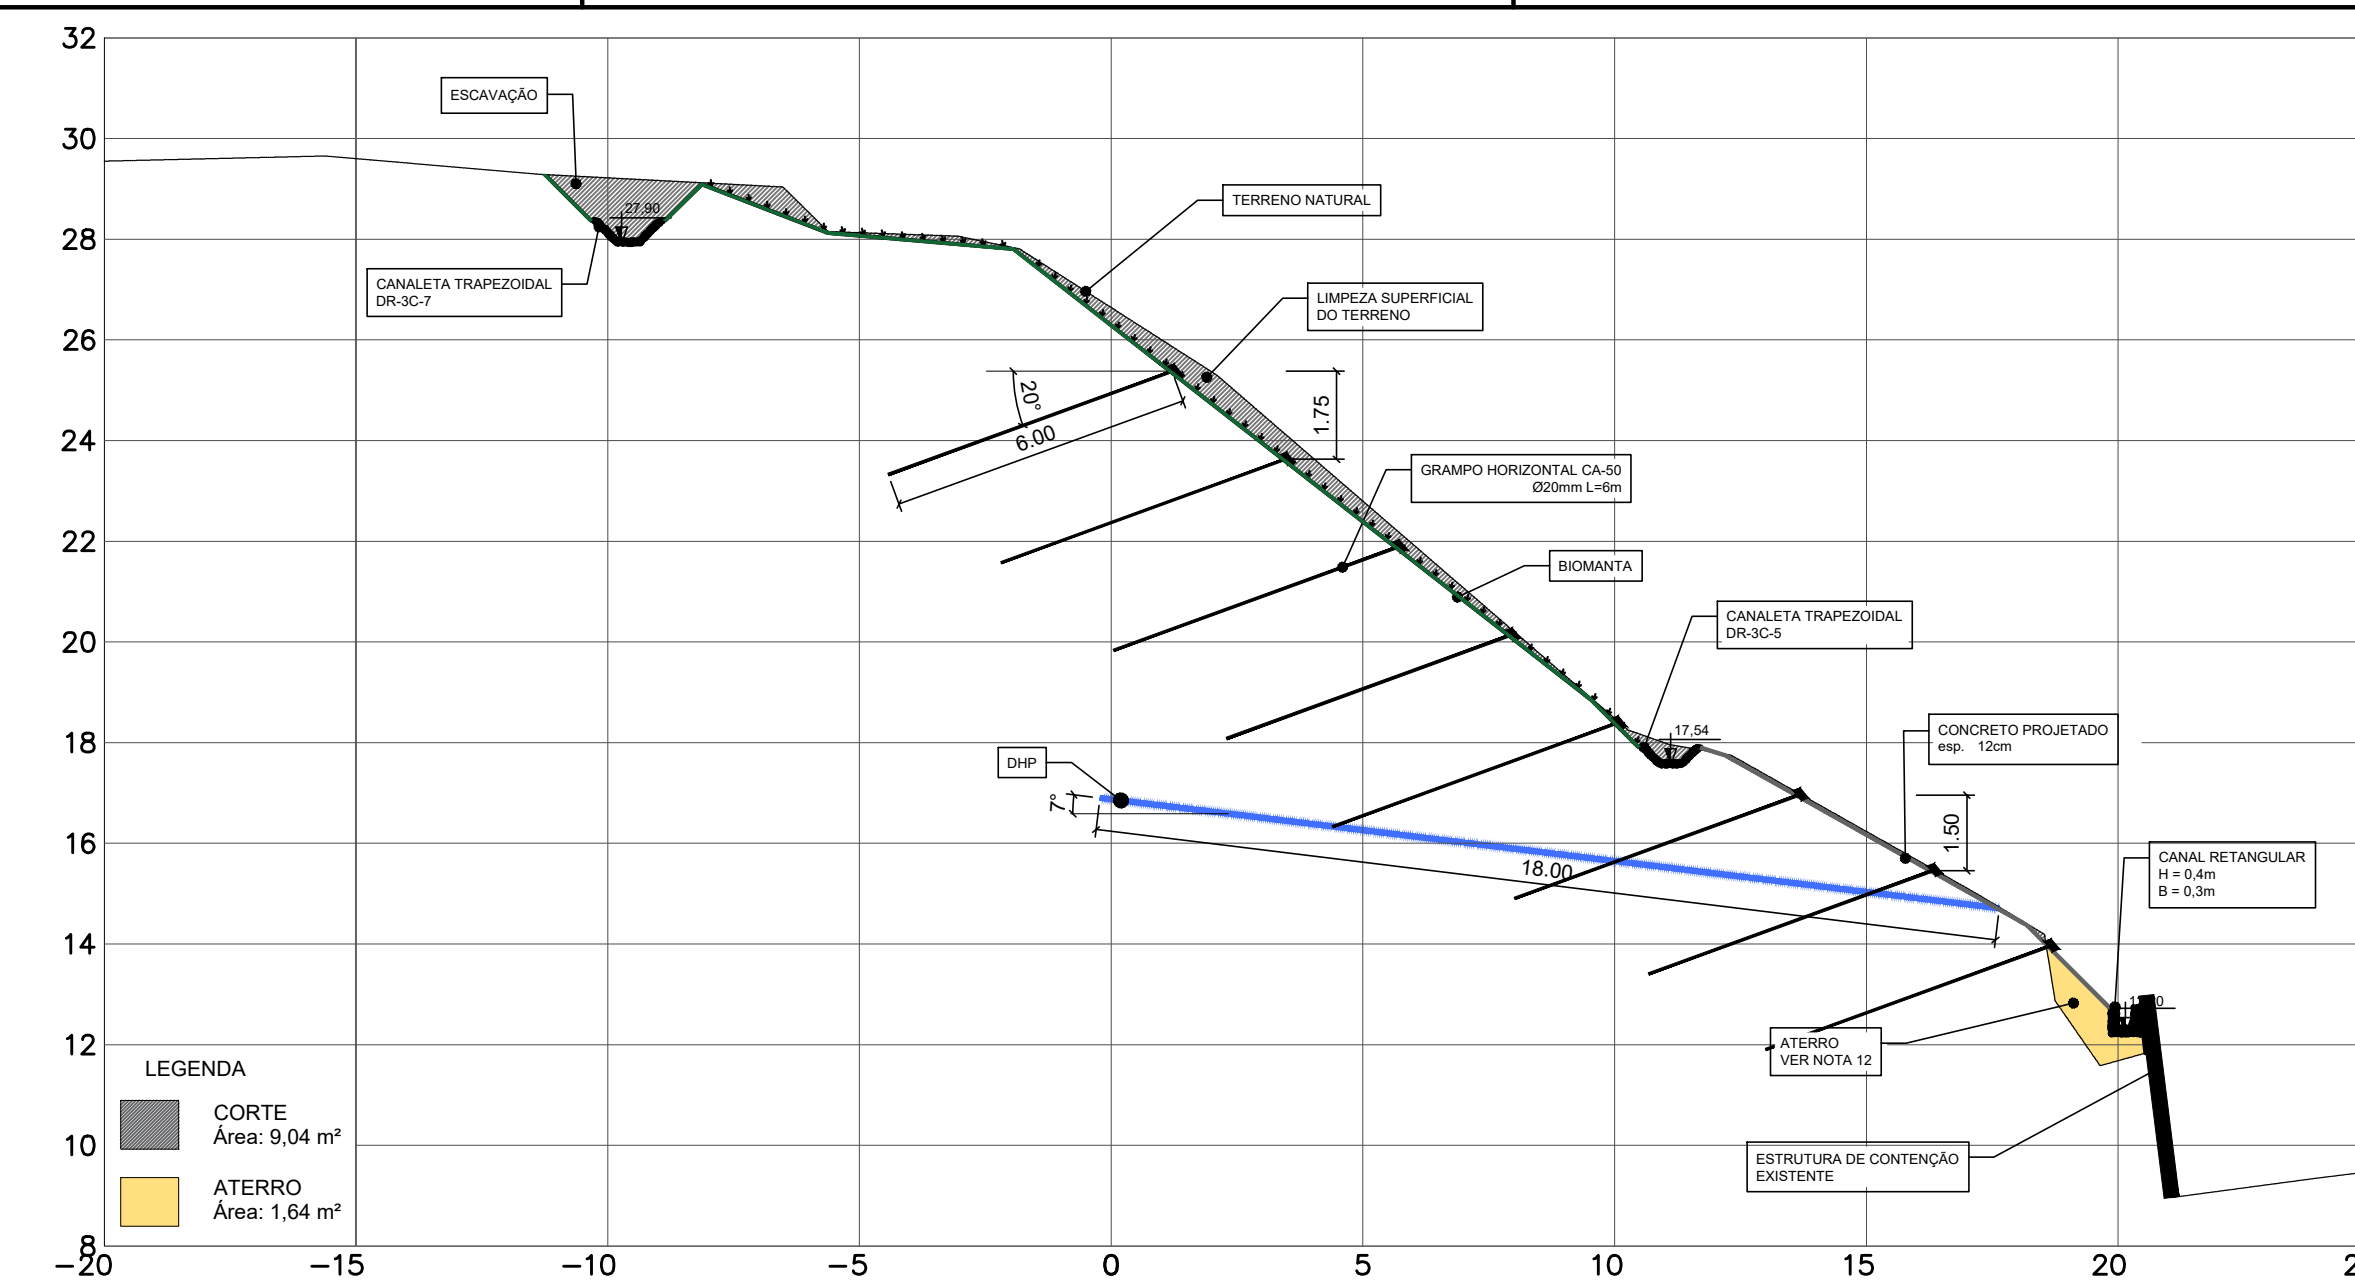 32
30
28
26
24
22
20
18
16
14
12
10
8
-20
-15
-10
-5
0
5
10
15
20
ESCAVAÇÃO
27.90
CANALETA TRAPEZOIDAL
DR-3C-7
TERRENO NATURAL
LIMPEZA SUPERFICIAL
DO TERRENO
20°
6.00
1.75
GRAMPO HORIZONTAL CA-50
Ø20mm L=6m
BIOMANTA
CANALETA TRAPEZOIDAL
DR-3C-5
17,54
CONCRETO PROJETADO
esp. 12cm
DHP
7°
18.00
1.50
CANAL RETANGULAR
H = 0,4m
B = 0,3m
ATERRO
VER NOTA 12
ESTRUTURA DE CONTENÇÃO
EXISTENTE
LEGENDA
CORTE
Área: 9,04 m²
ATERRO
Área: 1,64 m²